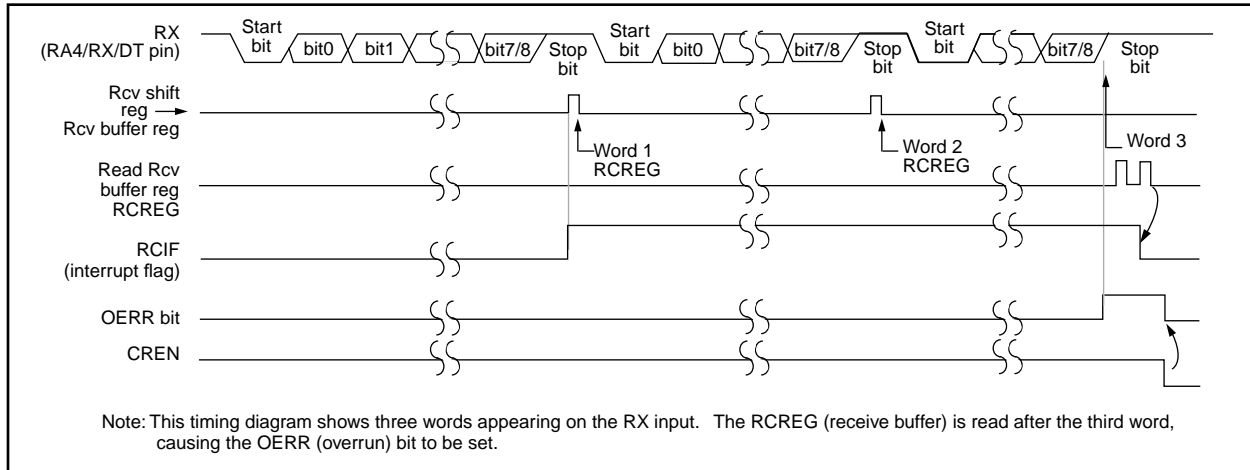 RX
(RA4/RX/DT pin)
Start
bit
bit0
bit1
bit7/8
Stop
bit
Start
bit
bit0
bit7/8
Stop
bit
Start
bit
bit7/8
Stop
bit
Rcv shift
reg
Rcv buffer reg
Word 1
RCREG
Word 2
RCREG
Word 3
Read Rcv
buffer reg
RCREG
RCIF
(interrupt flag)
OERR bit
CREN
Note: This timing diagram shows three words appearing on the RX input. The RCREG (receive buffer) is read after the third word,
causing the OERR (overrun) bit to be set.